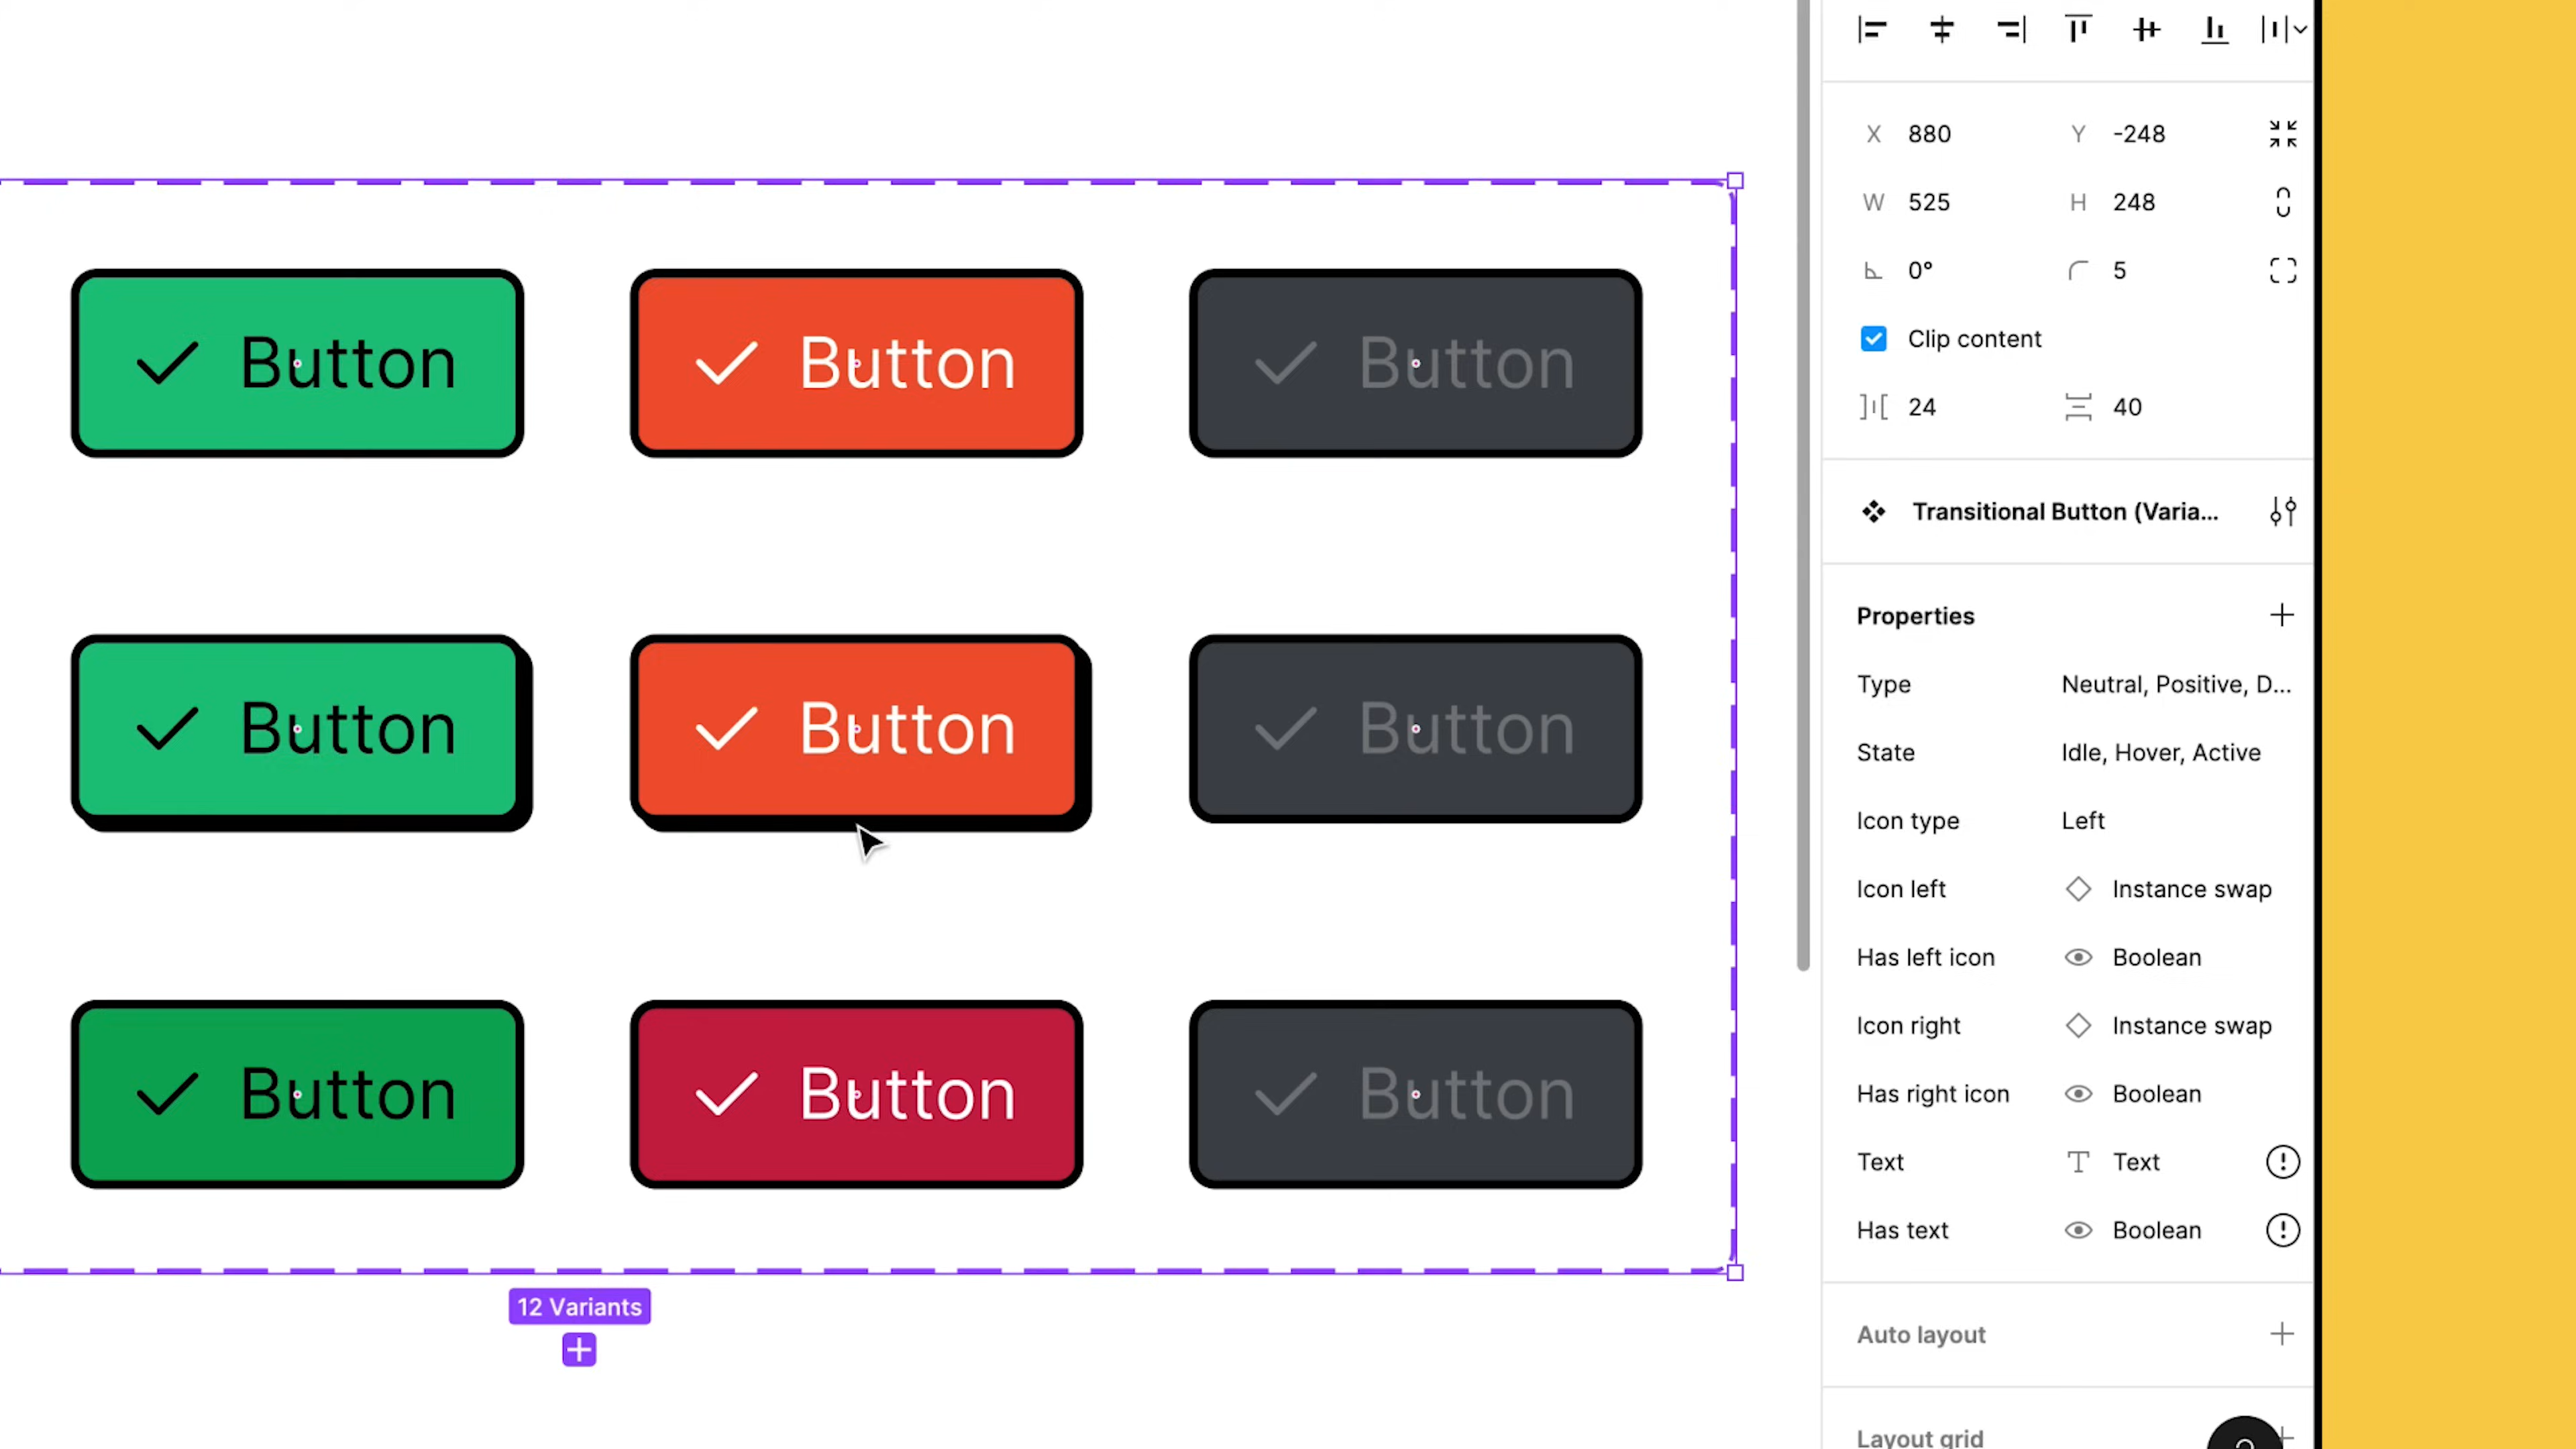 Button Button Button
Button Button Button
Button Button Button
12 Variants
X 880 Y -248
W 525 H 248
0° 5
Clip content
24 40
Transitional Button (Varia...
Properties
Type Neutral, Positive, D...
State Idle, Hover, Active
Icon type Left
Icon left Instance swap
Has left icon Boolean
Icon right Instance swap
Has right icon Boolean
Text T Text
Has text Boolean
Auto layout
Layout grid